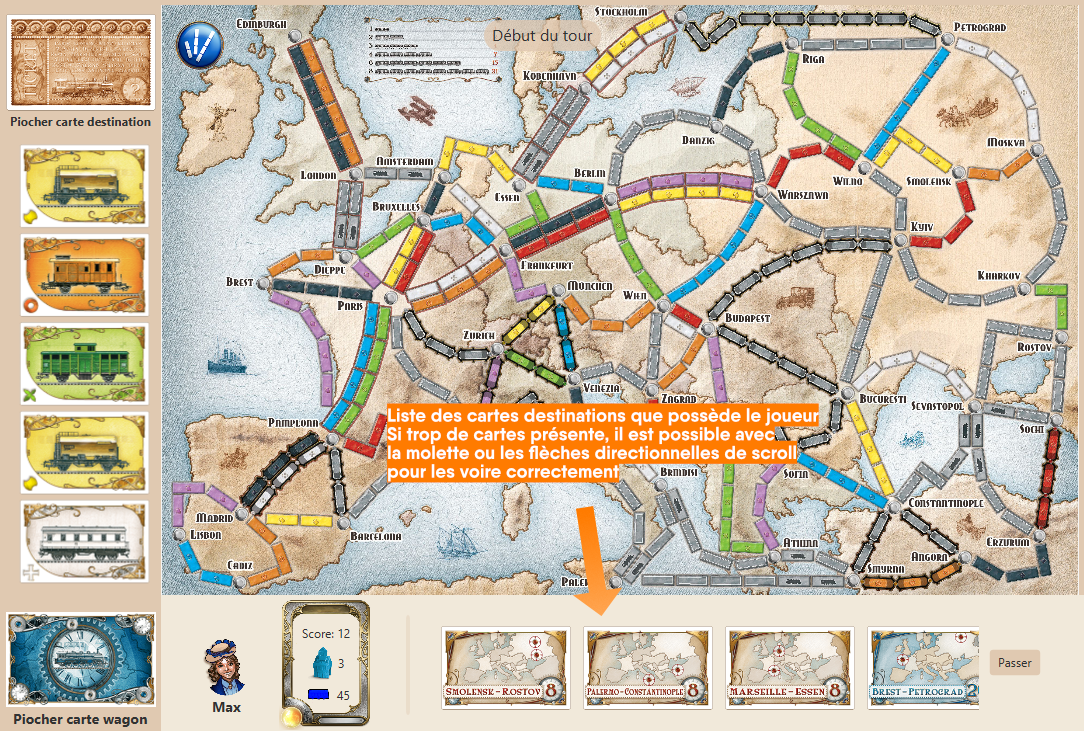 Piocher carte destination
Piocher carte wagon
Début du tour
Edinburgh
Stockholm
Petrograd
Kobenhavn
Riga
London
Amsterdam
Danzig
Moskva
Berlin
Wilno
Smolensk
Essen
Warszawa
Bruxelles
Kyiv
Dieppe
Frankfurt
Brest
München
Wien
Kharkov
Paris
Budapest
Zurich
Rostov
Venezia
Zagrab
Bucuresti
Sevastopol
Pamplona
Sochi
Liste des cartes destinations que possède le joueur
Si trop de cartes présente, il est possible avec
la molette ou les flèches directionnelles de scroll
pour les voire correctement
Brindisi
Sofia
Constantinople
Madrid
Lisbon
Barcelona
Cadiz
Athina
Angora
Erzurum
Smyrna
Paler
Max
Score: 12
3
45
Smolensk - Rostov 8
Palermo - Constantinople 8
Marseille - Essen 8
Brest - Petrograd 2
Passer